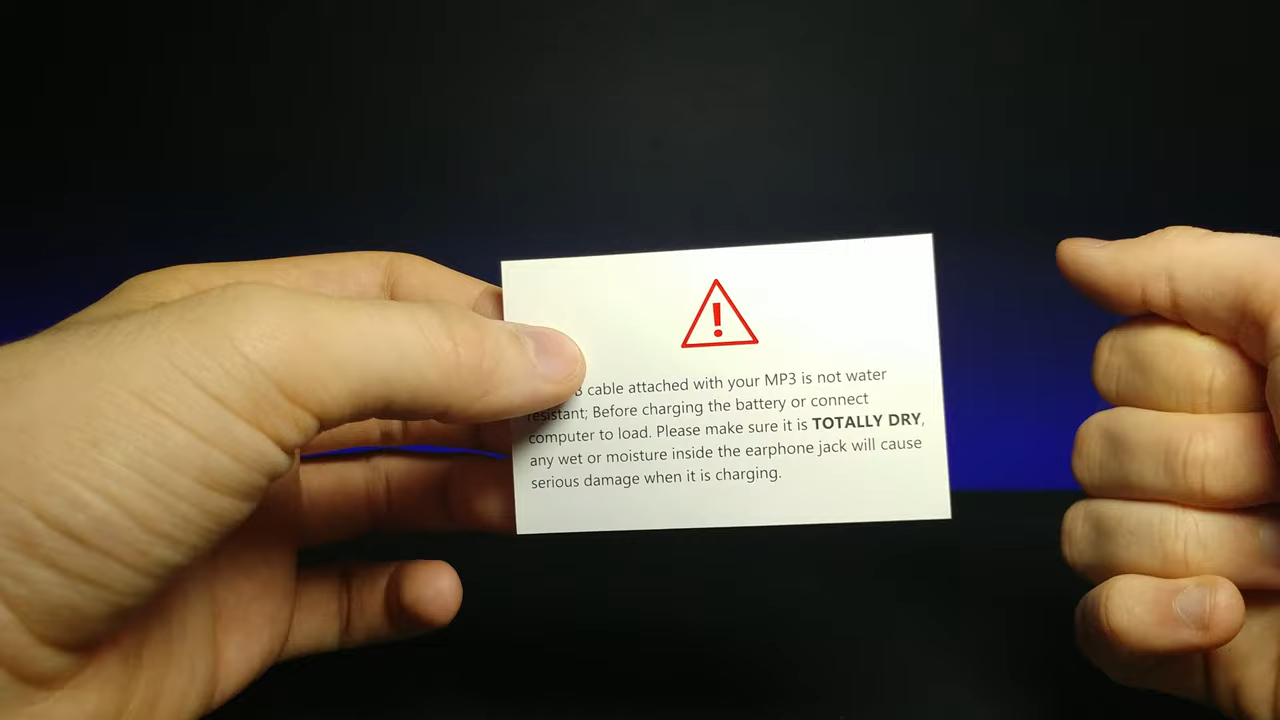 cable attached with your MP3 is not water
resistant; Before charging the battery or connect
computer to load. Please make sure it is TOTALLY DRY,
any wet or moisture inside the earphone jack will cause
serious damage when it is charging.